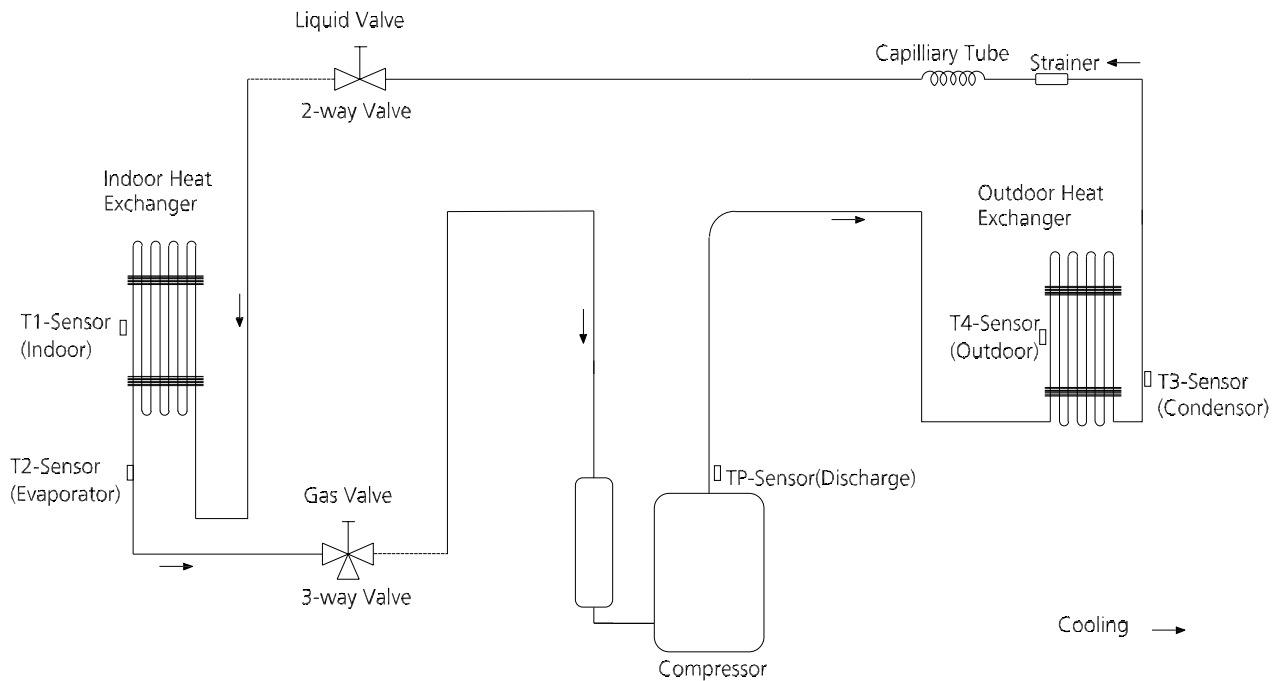 Liquid Valve
2-way Valve
Capilliary Tube
Strainer
Indoor Heat
Exchanger
Outdoor Heat
Exchanger
T1-Sensor
(Indoor)
T4-Sensor
(Outdoor)
T3-Sensor
(Condensor)
T2-Sensor
(Evaporator)
TP-Sensor(Discharge)
Gas Valve
3-way Valve
Compressor
Cooling